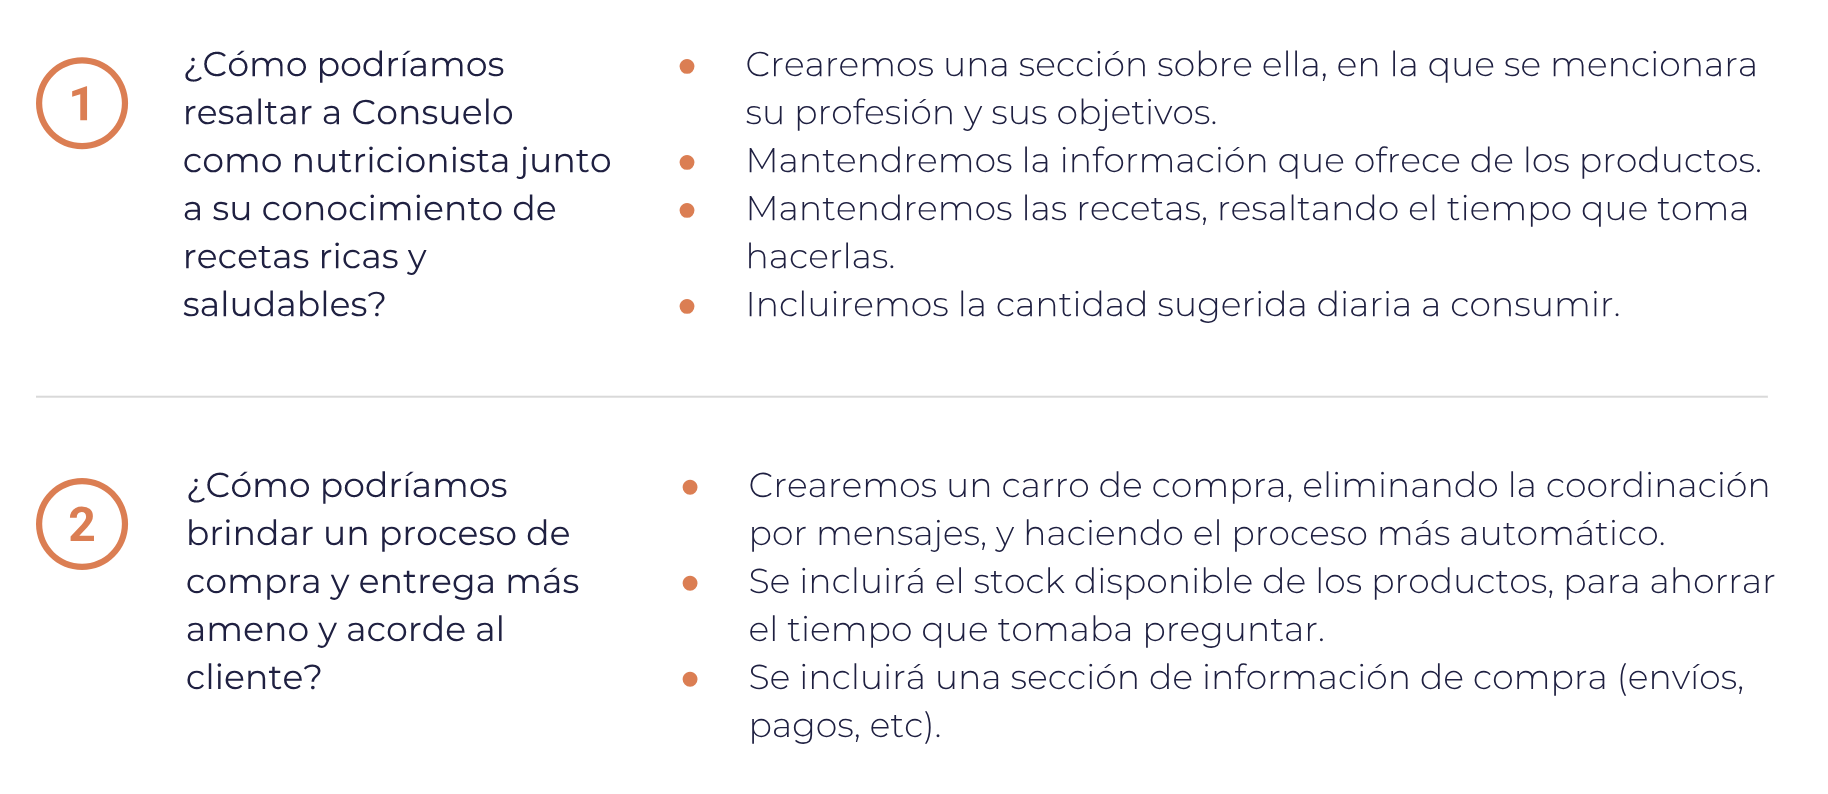 1
¿Cómo podríamos
resaltar a Consuelo
como nutricionista junto
a su conocimiento de
recetas ricas y
saludables?
Crearemos una sección sobre ella, en la que se mencionara
su profesión y sus objetivos.
Mantendremos la información que ofrece de los productos.
Mantendremos las recetas, resaltando el tiempo que toma
hacerlas.
Incluiremos la cantidad sugerida diaria a consumir.
2
¿Cómo podríamos
brindar un proceso de
compra y entrega más
ameno y acorde al
cliente?
Crearemos un carro de compra, eliminando la coordinación
por mensajes, y haciendo el proceso más automático.
Se incluirá el stock disponible de los productos, para ahorrar
el tiempo que tomaba preguntar.
Se incluirá una sección de información de compra (envíos,
pagos, etc).